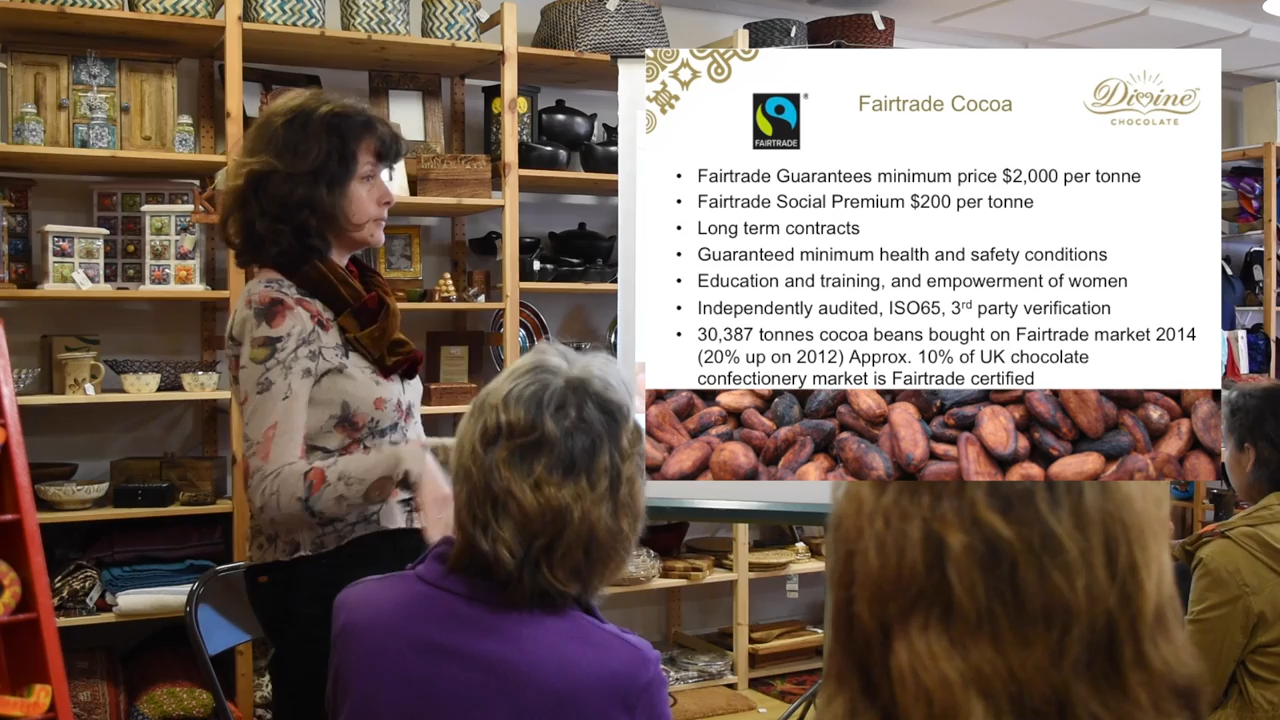 Fairtrade Cocoa
Divine
CHOCOLATE
FAIRTRADE
®
• Fairtrade Guarantees minimum price $2,000 per tonne
• Fairtrade Social Premium $200 per tonne
• Long term contracts
• Guaranteed minimum health and safety conditions
• Education and training, and empowerment of women
• Independently audited, ISO65, 3rd party verification
• 30,387 tonnes cocoa beans bought on Fairtrade market 2014
(20% up on 2012) Approx. 10% of UK chocolate
confectionery market is Fairtrade certified